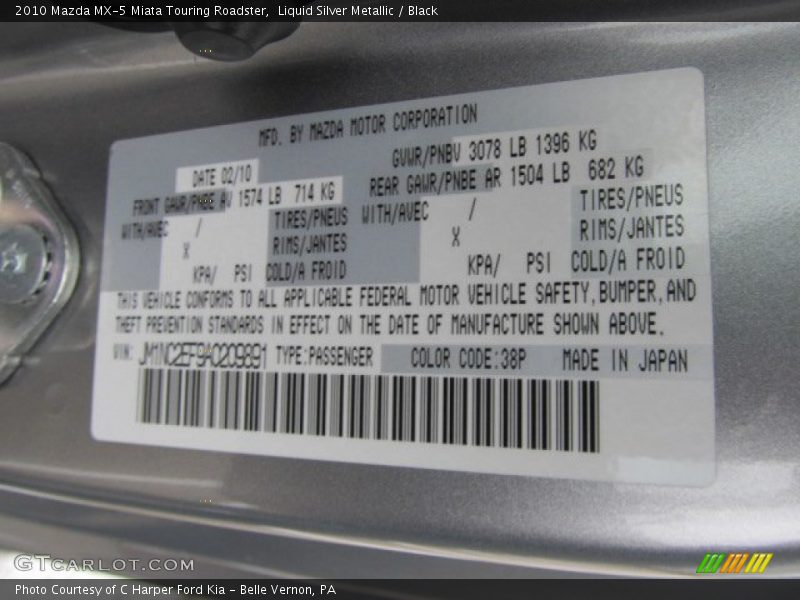 2010 Mazda MX-5 Miata Touring Roadster, Liquid Silver Metallic / Black
MFD. BY MAZDA MOTOR CORPORATION
DATE 02/10 GVWR/PNBV 3078 LB 1396 KG
FRONT GAWR/PNBE AV 1574 LB 714 KG REAR GAWR/PNBE AR 1504 LB 682 KG
WITH/AVEC / TIRES/PNEUS WITH/AVEC / TIRES/PNEUS
X RIMS/JANTES X RIMS/JANTES
KPA/ PSI COLD/A FROID KPA/ PSI COLD/A FROID
THIS VEHICLE CONFORMS TO ALL APPLICABLE FEDERAL MOTOR VEHICLE SAFETY, BUMPER, AND
THEFT PREVENTION STANDARDS IN EFFECT ON THE DATE OF MANUFACTURE SHOWN ABOVE.
VIN: JM1NC2EF9A0209891 TYPE:PASSENGER COLOR CODE:38P MADE IN JAPAN
GTCARLOT.COM
Photo Courtesy of C Harper Ford Kia - Belle Vernon, PA